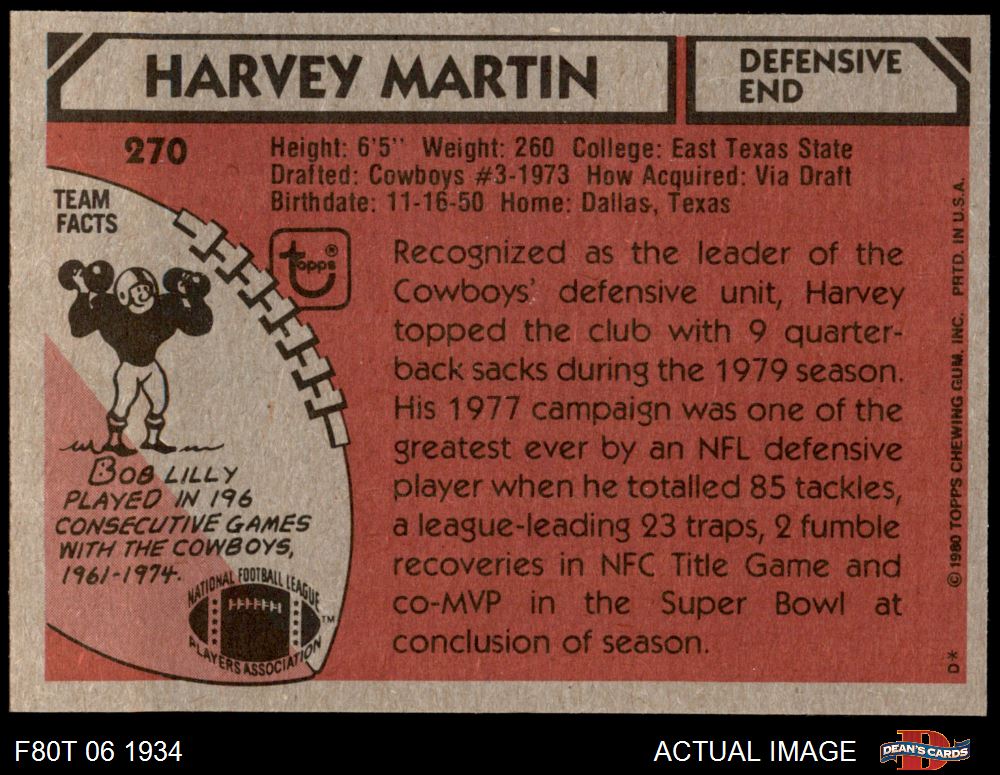 HARVEY MARTIN
DEFENSIVE
END
270
Height: 6'5'' Weight: 260 College: East Texas State
Drafted: Cowboys #3-1973 How Acquired: Via Draft
Birthdate: 11-16-50 Home: Dallas, Texas
TEAM
FACTS
topps®
Recognized as the leader of the
Cowboys' defensive unit, Harvey
topped the club with 9 quarter-
back sacks during the 1979 season.
His 1977 campaign was one of the
greatest ever by an NFL defensive
player when he totalled 85 tackles,
a league-leading 23 traps, 2 fumble
recoveries in NFC Title Game and
co-MVP in the Super Bowl at
conclusion of season.
BOB LILLY
PLAYED IN 196
CONSECUTIVE GAMES
WITH THE COWBOYS,
1961-1974.
NATIONAL FOOTBALL LEAGUE
PLAYERS ASSOCIATION
TM
D* © 1980 TOPPS CHEWING GUM. INC. PRTD. IN U.S.A.
F80T 06 1934
ACTUAL IMAGE
D
DEAN'S CARDS